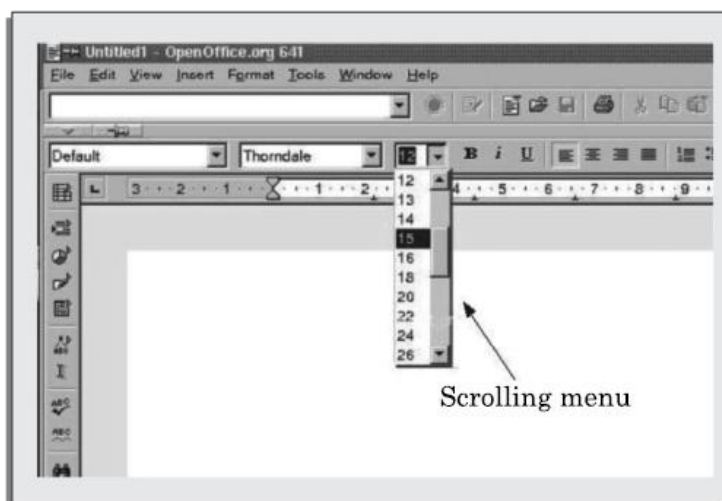 Untitled1 - OpenOffice.org 641
File Edit View Insert Format Tools Window Help
Default Thorndale 12 B i U
3 2 1 1 2 4 5 6 7 8 9
12
13
14
15
16
18
20
22
24
26
ABC
ABC
Scrolling menu